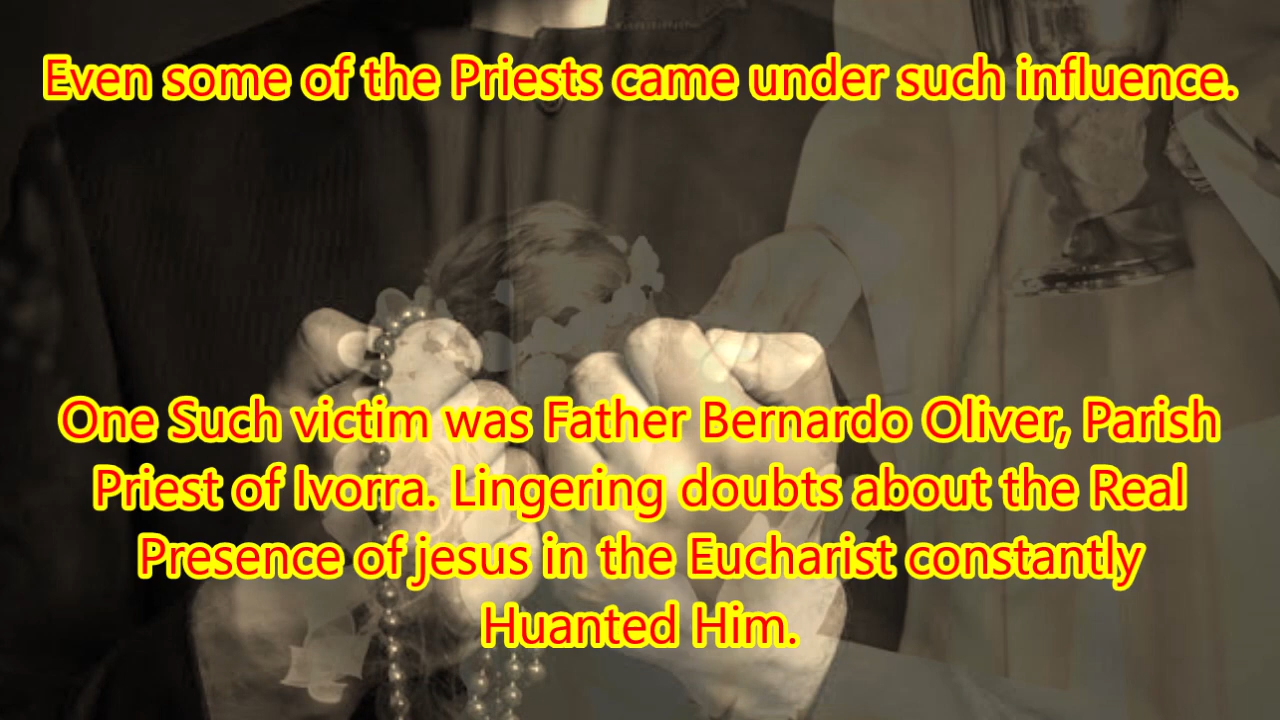 Even some of the Priests came under such influence.
One Such victim was Father Bernardo Oliver, Parish
Priest of Ivorra. Lingering doubts about the Real
Presence of jesus in the Eucharist constantly
Huanted Him.